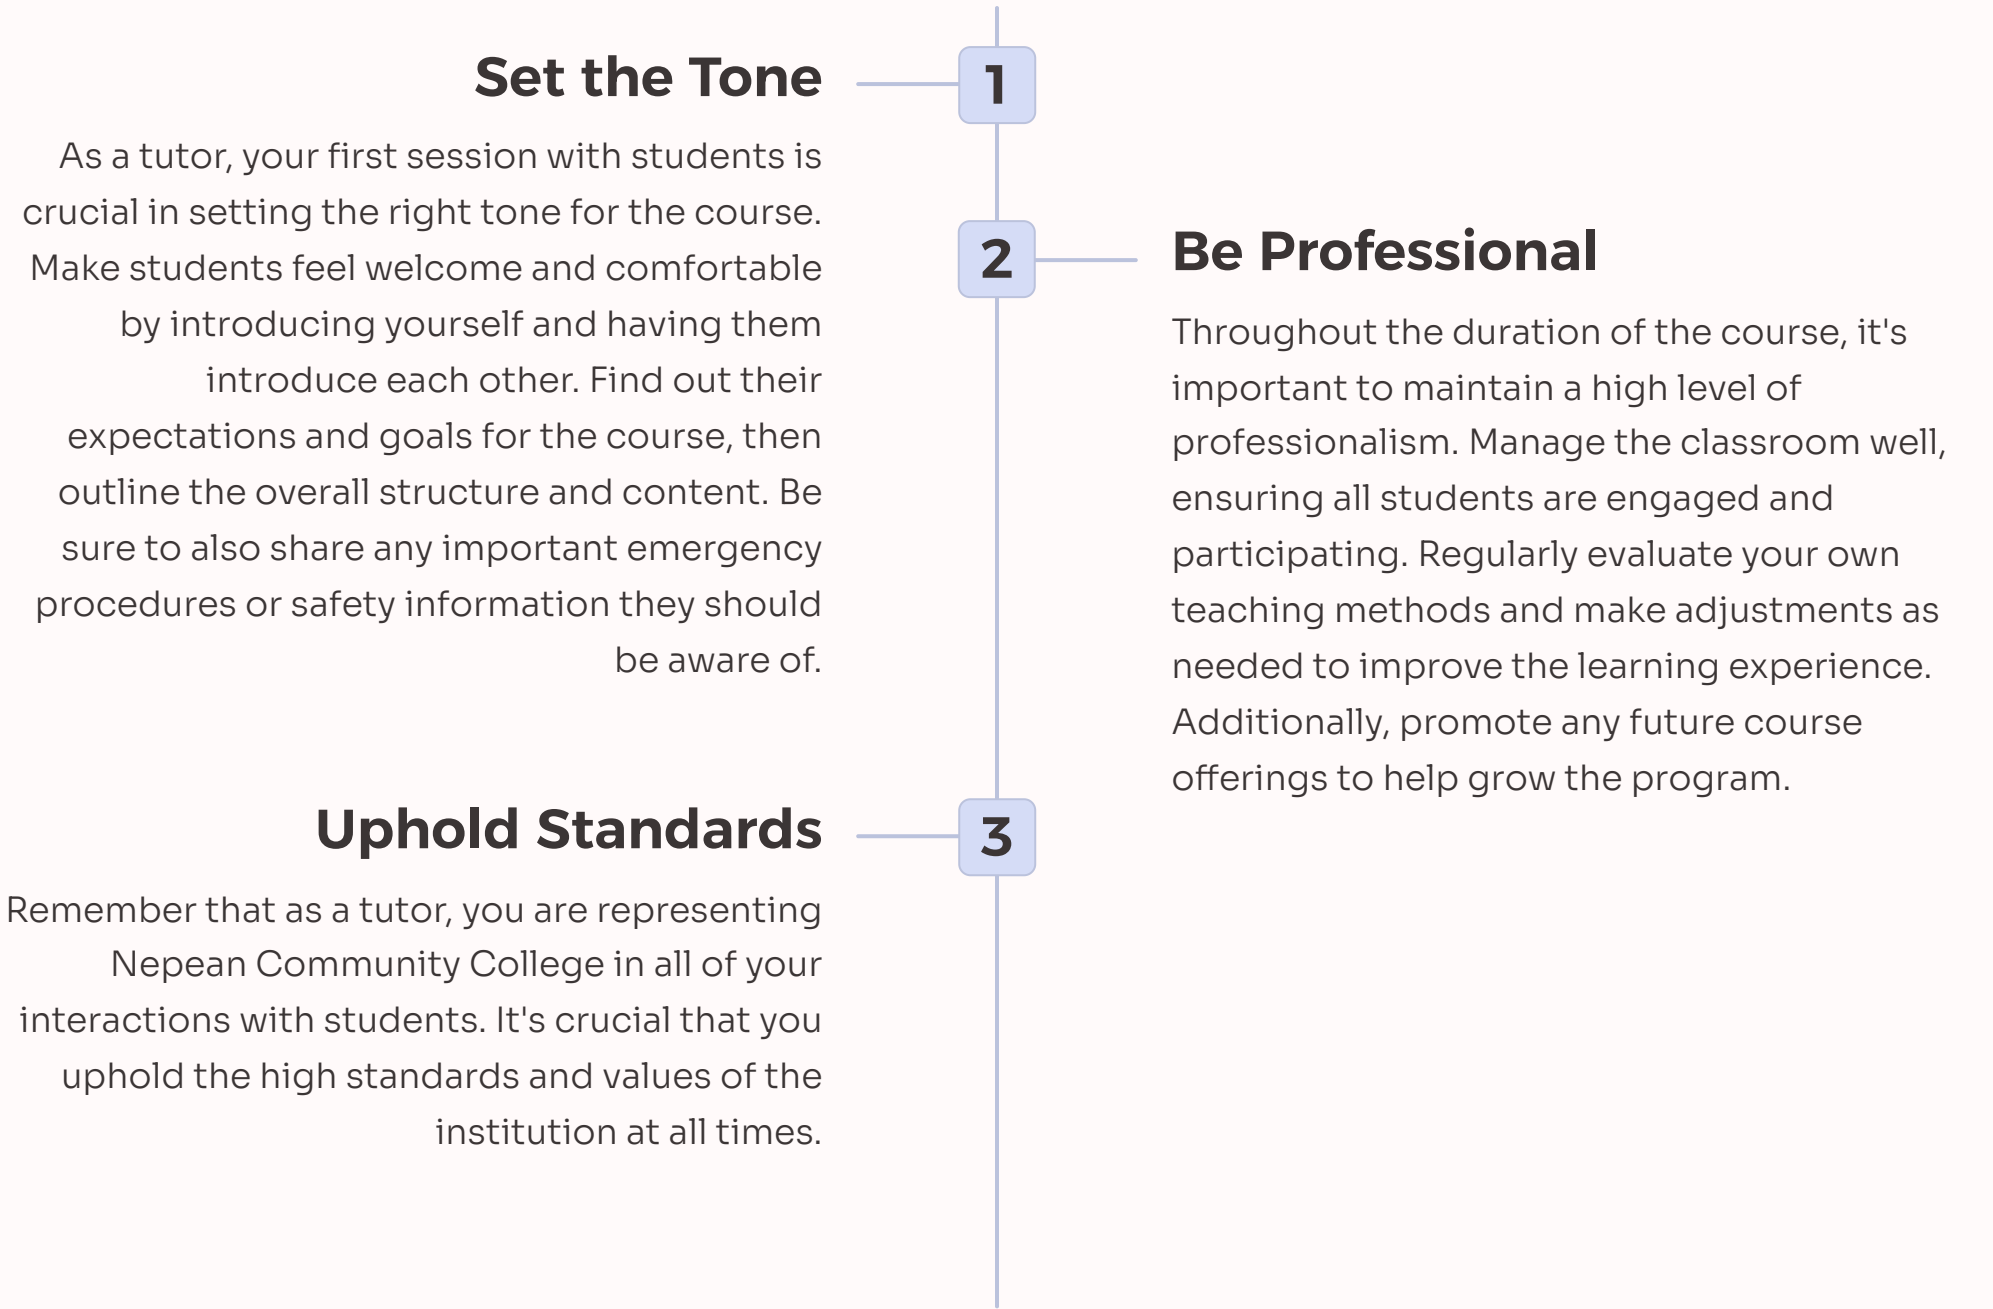 Set the Tone
1
As a tutor, your first session with students is
crucial in setting the right tone for the course.
Make students feel welcome and comfortable
by introducing yourself and having them
introduce each other. Find out their
expectations and goals for the course, then
outline the overall structure and content. Be
sure to also share any important emergency
procedures or safety information they should
be aware of.
2
Be Professional
Throughout the duration of the course, it's
important to maintain a high level of
professionalism. Manage the classroom well,
ensuring all students are engaged and
participating. Regularly evaluate your own
teaching methods and make adjustments as
needed to improve the learning experience.
Additionally, promote any future course
offerings to help grow the program.
Uphold Standards
3
Remember that as a tutor, you are representing
Nepean Community College in all of your
interactions with students. It's crucial that you
uphold the high standards and values of the
institution at all times.